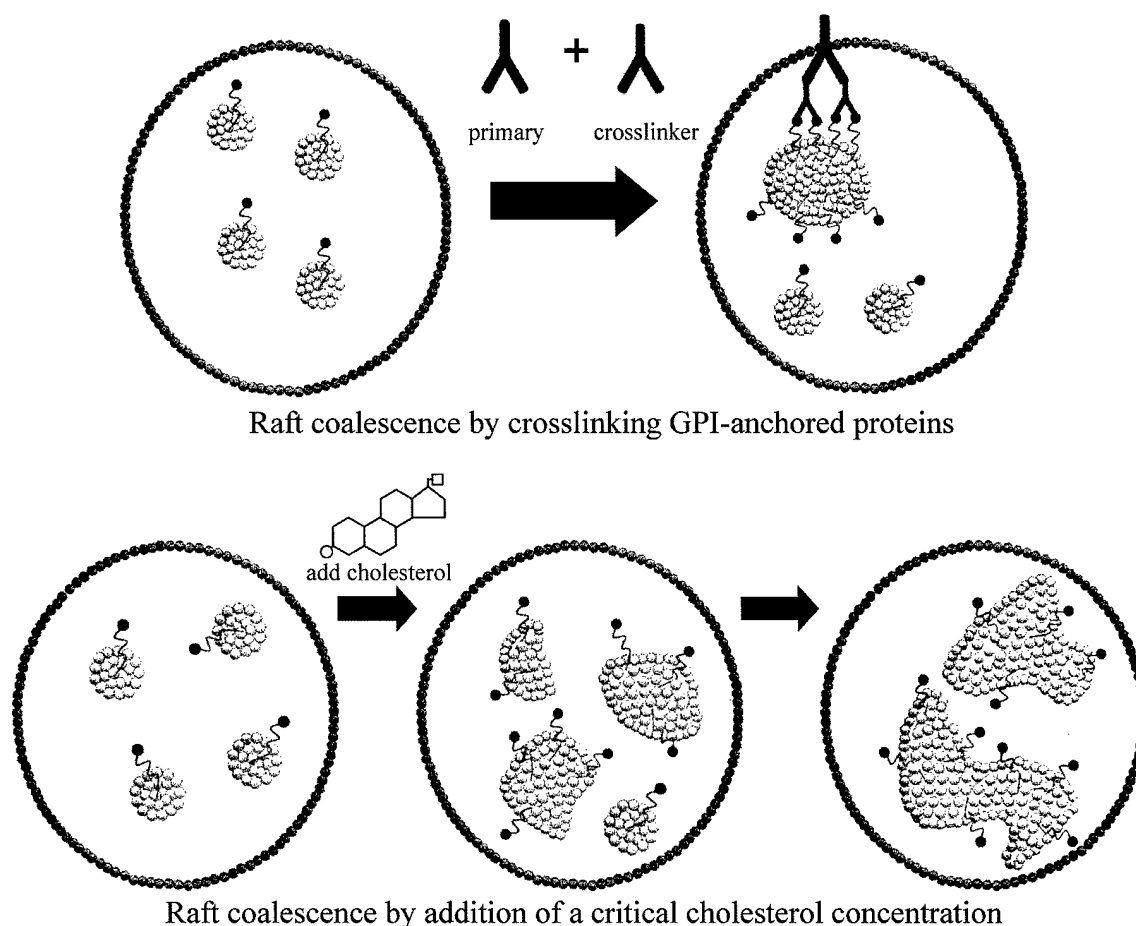 +
primary
crosslinker
Raft coalescence by crosslinking GPI-anchored proteins
add cholesterol
Raft coalescence by addition of a critical cholesterol concentration